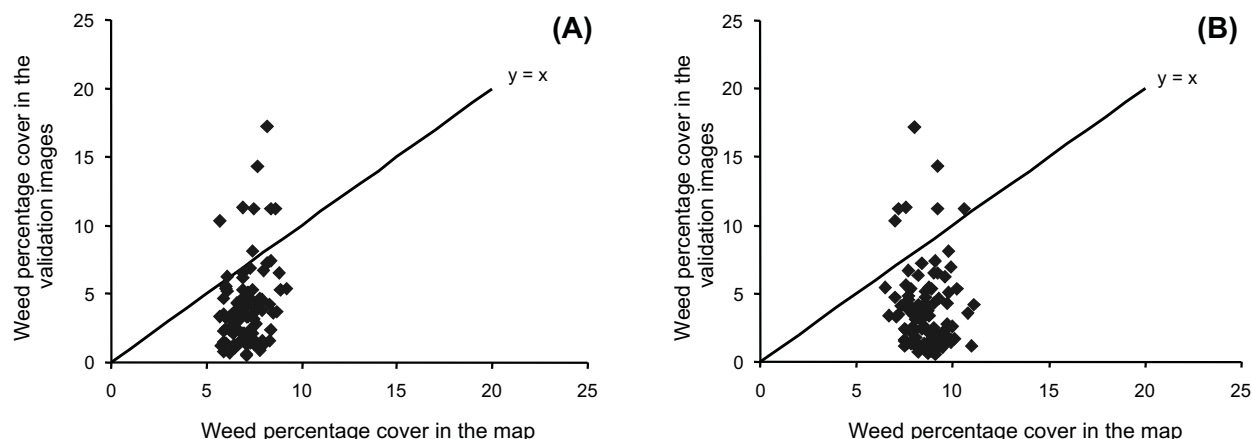 (A)
Weed percentage cover in the
validation images
25
20
15
10
5
0
y = x
0 5 10 15 20 25
Weed percentage cover in the map
(B)
Weed percentage cover in the
validation images
25
20
15
10
5
0
y = x
0 5 10 15 20 25
Weed percentage cover in the map